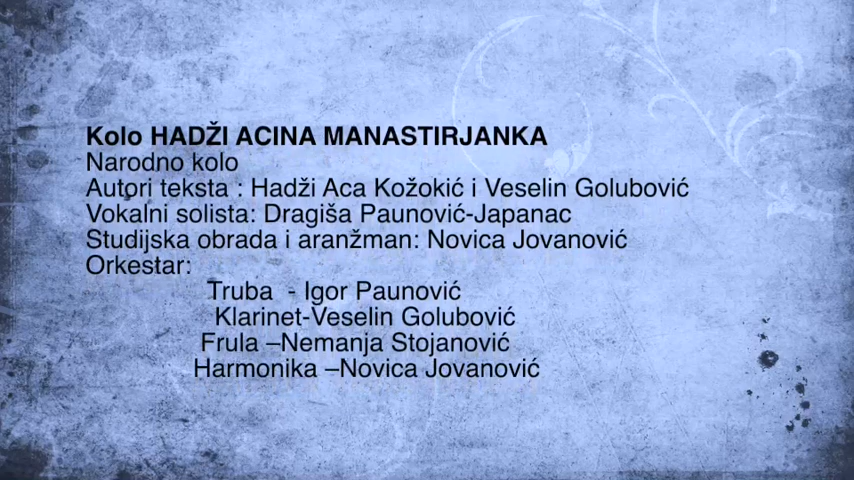 Kolo HADŽI ACINA MANASTIRJANKA
Narodno kolo
Autori teksta : Hadži Aca Kožokić i Veselin Golubović
Vokalni solista: Dragiša Paunović-Japanac
Studijska obrada i aranžman: Novica Jovanović
Orkestar:
Truba  - Igor Paunović
Klarinet-Veselin Golubović
Frula –Nemanja Stojanović
Harmonika –Novica Jovanović